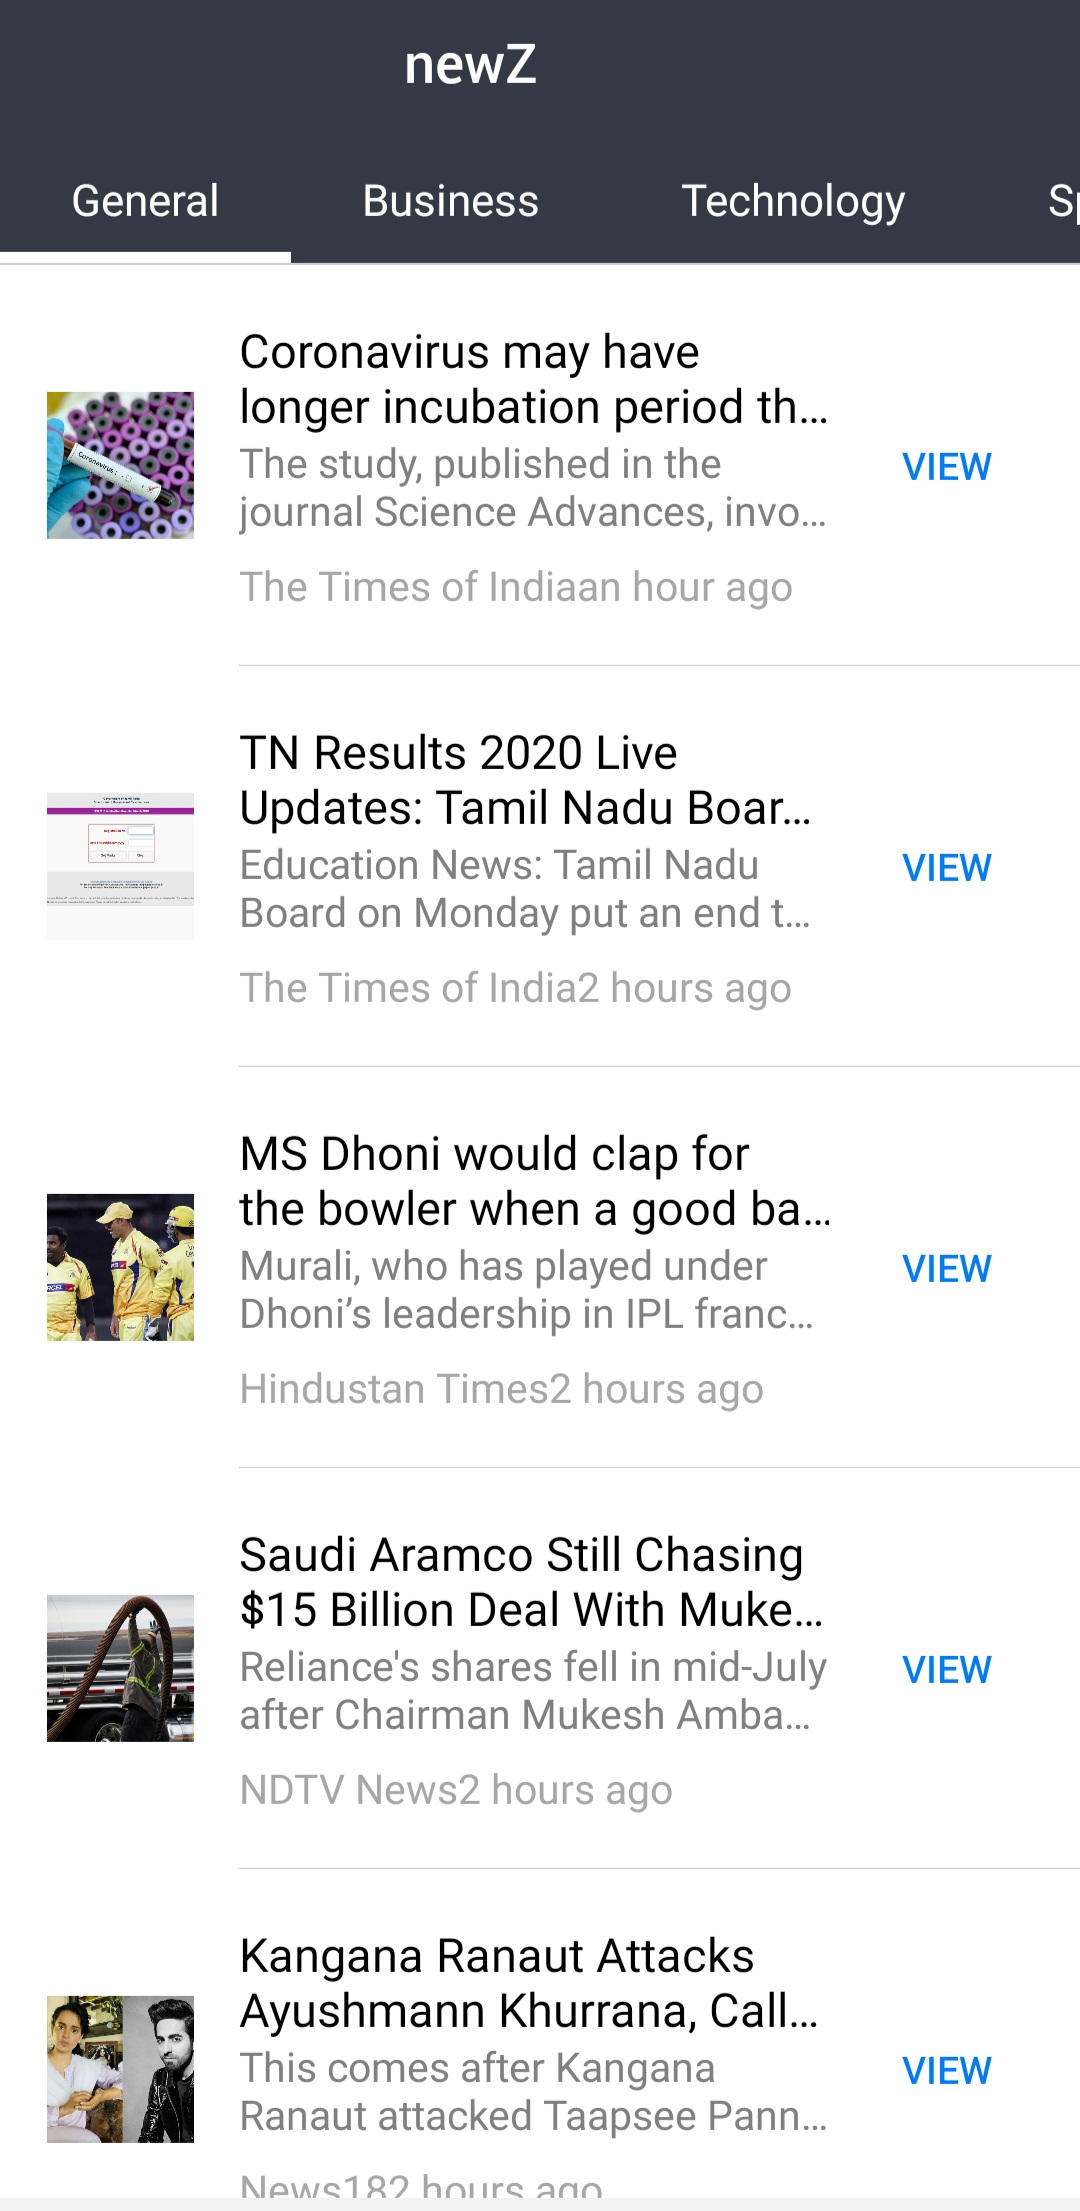 newZ
General Business Technology Sp
Coronavirus may have
longer incubation period th...
The study, published in the
journal Science Advances, invo...
VIEW
The Times of Indiaan hour ago
Coronavirus
TN Results 2020 Live
Updates: Tamil Nadu Boar...
Education News: Tamil Nadu
Board on Monday put an end t...
VIEW
The Times of India2 hours ago
MS Dhoni would clap for
the bowler when a good ba...
Murali, who has played under
Dhoni’s leadership in IPL franc...
VIEW
Hindustan Times2 hours ago
Saudi Aramco Still Chasing
$15 Billion Deal With Muke...
Reliance's shares fell in mid-July
after Chairman Mukesh Amba...
VIEW
NDTV News2 hours ago
Kangana Ranaut Attacks
Ayushmann Khurrana, Call...
This comes after Kangana
Ranaut attacked Taapsee Pann...
VIEW
News182 hours ago